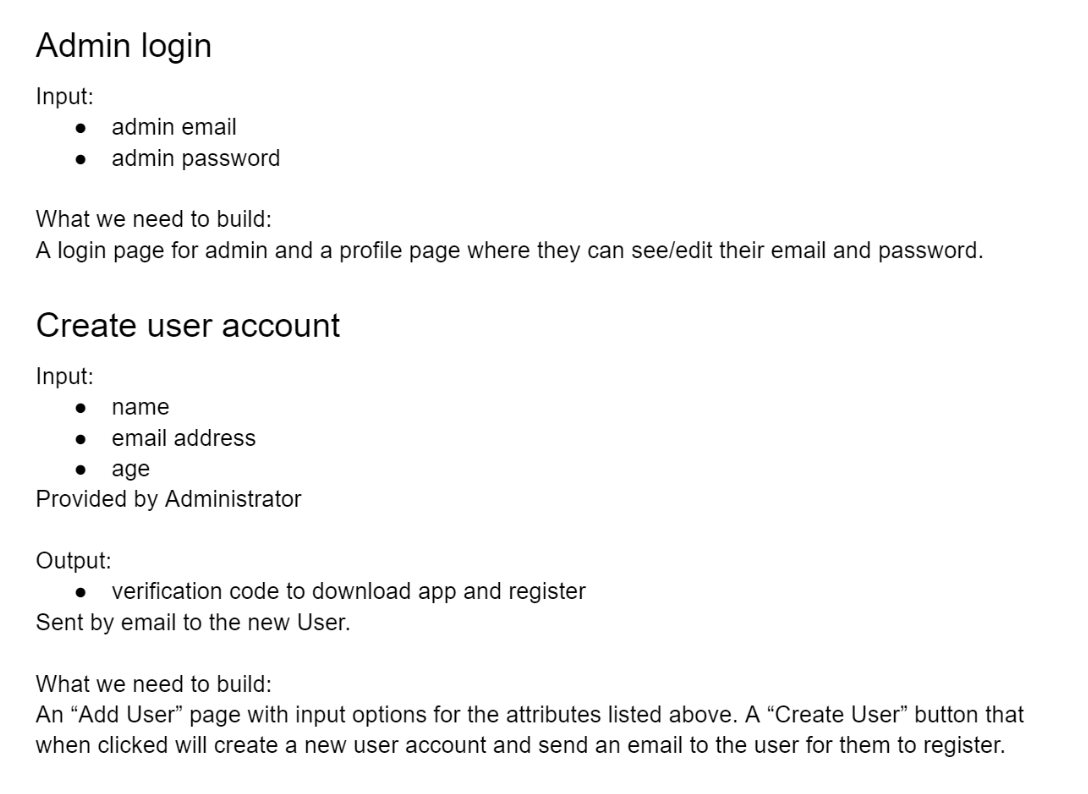 Admin login
Input:
● admin email
● admin password
What we need to build:
A login page for admin and a profile page where they can see/edit their email and password.
Create user account
Input:
● name
● email address
● age
Provided by Administrator
Output:
● verification code to download app and register
Sent by email to the new User.
What we need to build:
An “Add User” page with input options for the attributes listed above. A “Create User” button that
when clicked will create a new user account and send an email to the user for them to register.